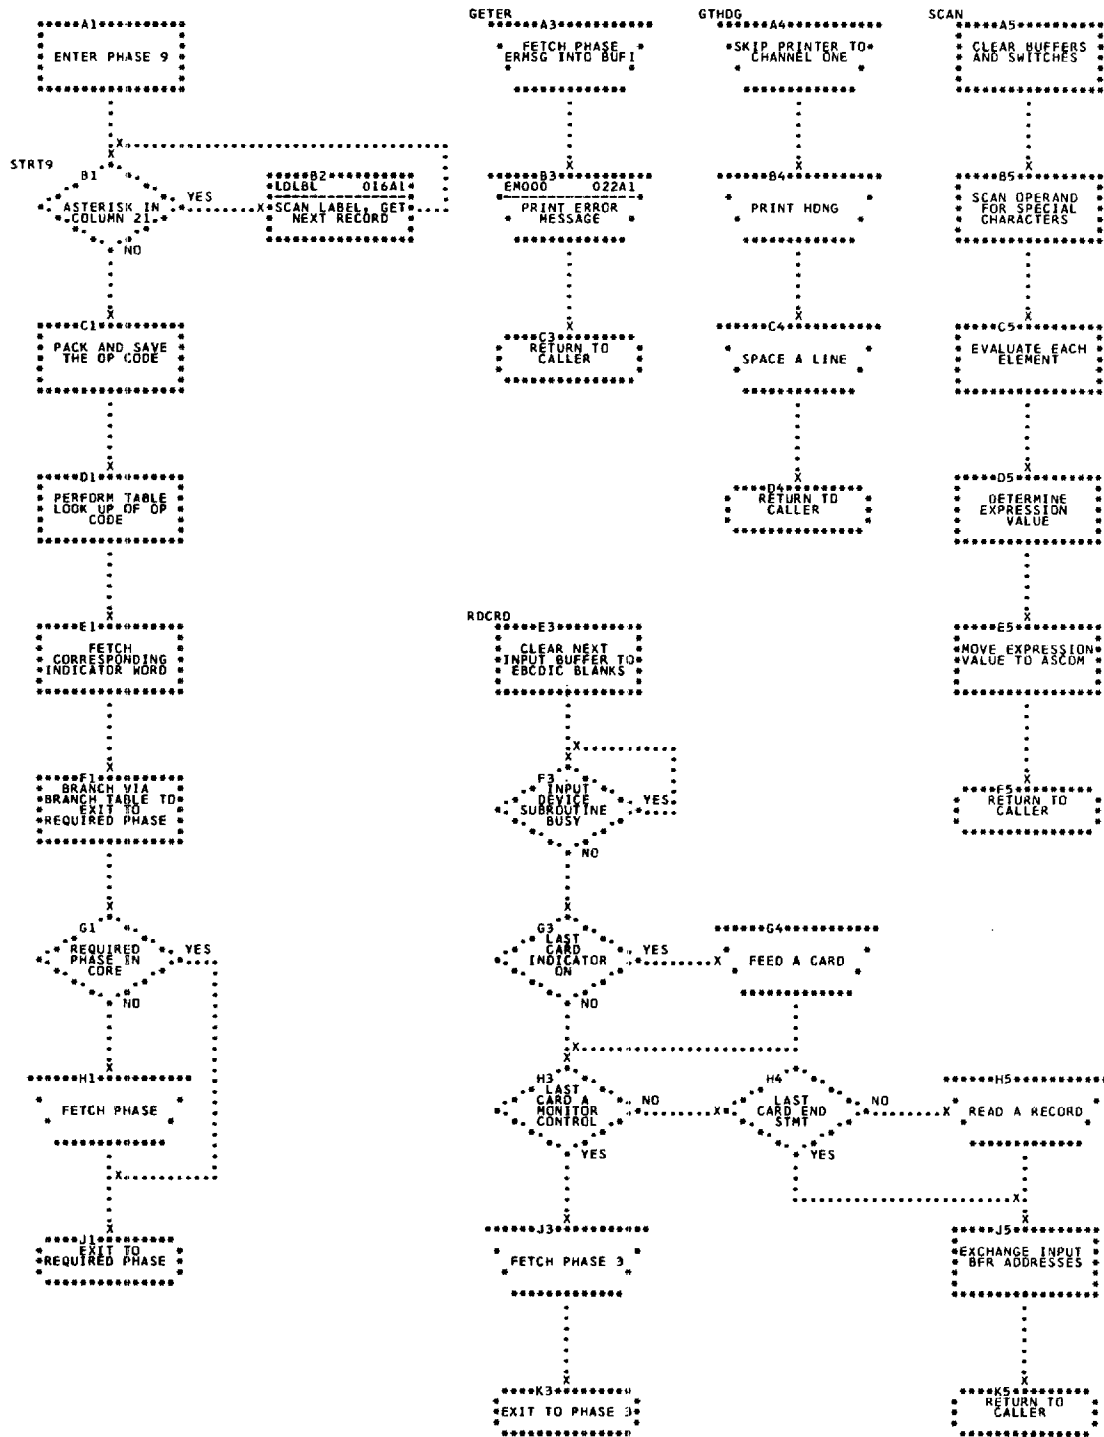 A1
ENTER PHASE 9
STRT9
B1
ASTERISK IN
COLUMN 21
YES
NO
B2
LDLBL 016A1
SCAN LABEL, GET
NEXT RECORD
C1
PACK AND SAVE
THE OP CODE
D1
PERFORM TABLE
LOOK UP OF OP
CODE
E1
FETCH
CORRESPONDING
INDICATOR WORD
F1
BRANCH VIA
BRANCH TABLE TO
EXIT TO
REQUIRED PHASE
G1
REQUIRED
PHASE IN
CORE
YES
NO
H1
FETCH PHASE
J1
EXIT TO
REQUIRED PHASE
GETER
A3
FETCH PHASE
ERMSG INTO BUFI
B3
EM000 022A1
PRINT ERROR
MESSAGE
C3
RETURN TO
CALLER
GTHDG
A4
SKIP PRINTER TO
CHANNEL ONE
B4
PRINT HDNG
C4
SPACE A LINE
D4
RETURN TO
CALLER
SCAN
A5
CLEAR BUFFERS
AND SWITCHES
B5
SCAN OPERAND
FOR SPECIAL
CHARACTERS
C5
EVALUATE EACH
ELEMENT
D5
DETERMINE
EXPRESSION
VALUE
E5
MOVE EXPRESSION
VALUE TO ASCOM
F5
RETURN TO
CALLER
RDCRD
E3
CLEAR NEXT
INPUT BUFFER TO
EBCDIC BLANKS
F3
INPUT
DEVICE
SUBROUTINE
BUSY
YES
NO
G3
LAST
CARD
INDICATOR
ON
YES
NO
G4
FEED A CARD
H3
LAST
CARD A
MONITOR
CONTROL
NO
YES
H4
LAST
CARD END
STMT
NO
YES
H5
READ A RECORD
J3
FETCH PHASE 3
J5
EXCHANGE INPUT
BFR ADDRESSES
K3
EXIT TO PHASE 3
K5
RETURN TO
CALLER